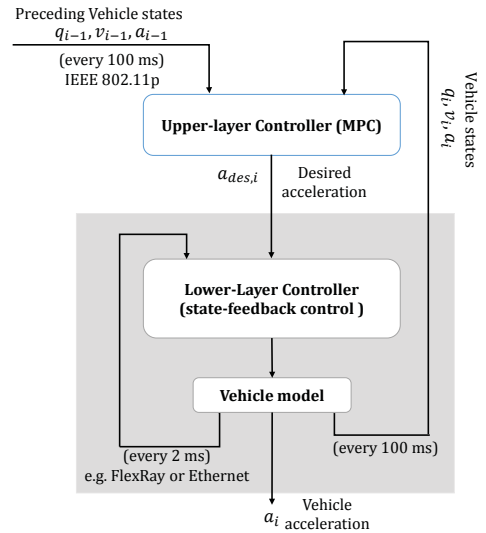 Preceding Vehicle states
q_{i−1}, v_{i−1}, a_{i−1}
(every 100 ms)
IEEE 802.11p
Vehicle states
q_i, v_i, a_i
Upper-layer Controller (MPC)
a_{des,i}
Desired
acceleration
Lower-Layer Controller
(state-feedback control )
Vehicle model
(every 2 ms)
e.g. FlexRay or Ethernet
(every 100 ms)
a_i
Vehicle
acceleration